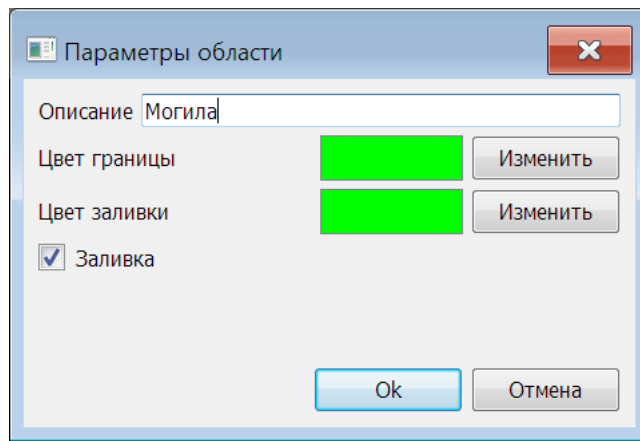 Параметры области
Описание Могила
Цвет границы Изменить
Цвет заливки Изменить
Заливка
Ok Отмена